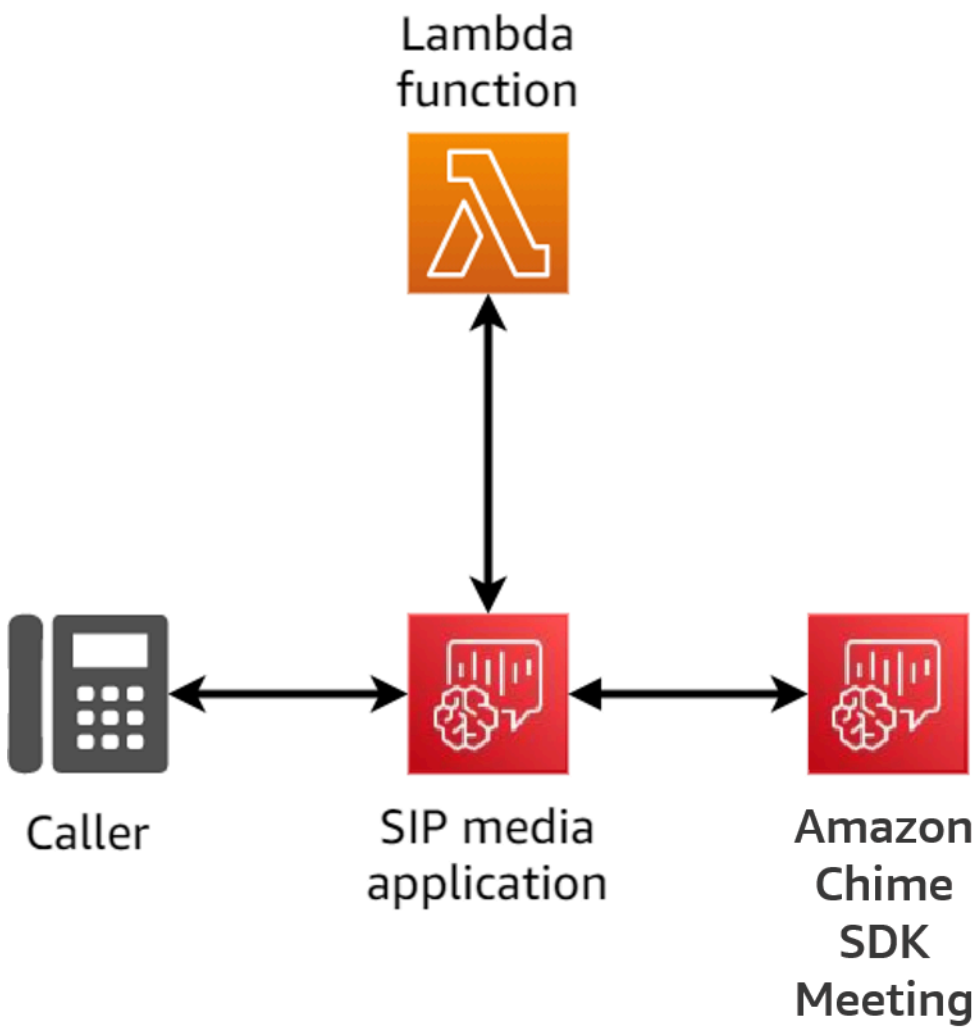 Lambda
function
Caller
SIP media
application
Amazon
Chime
SDK
Meeting